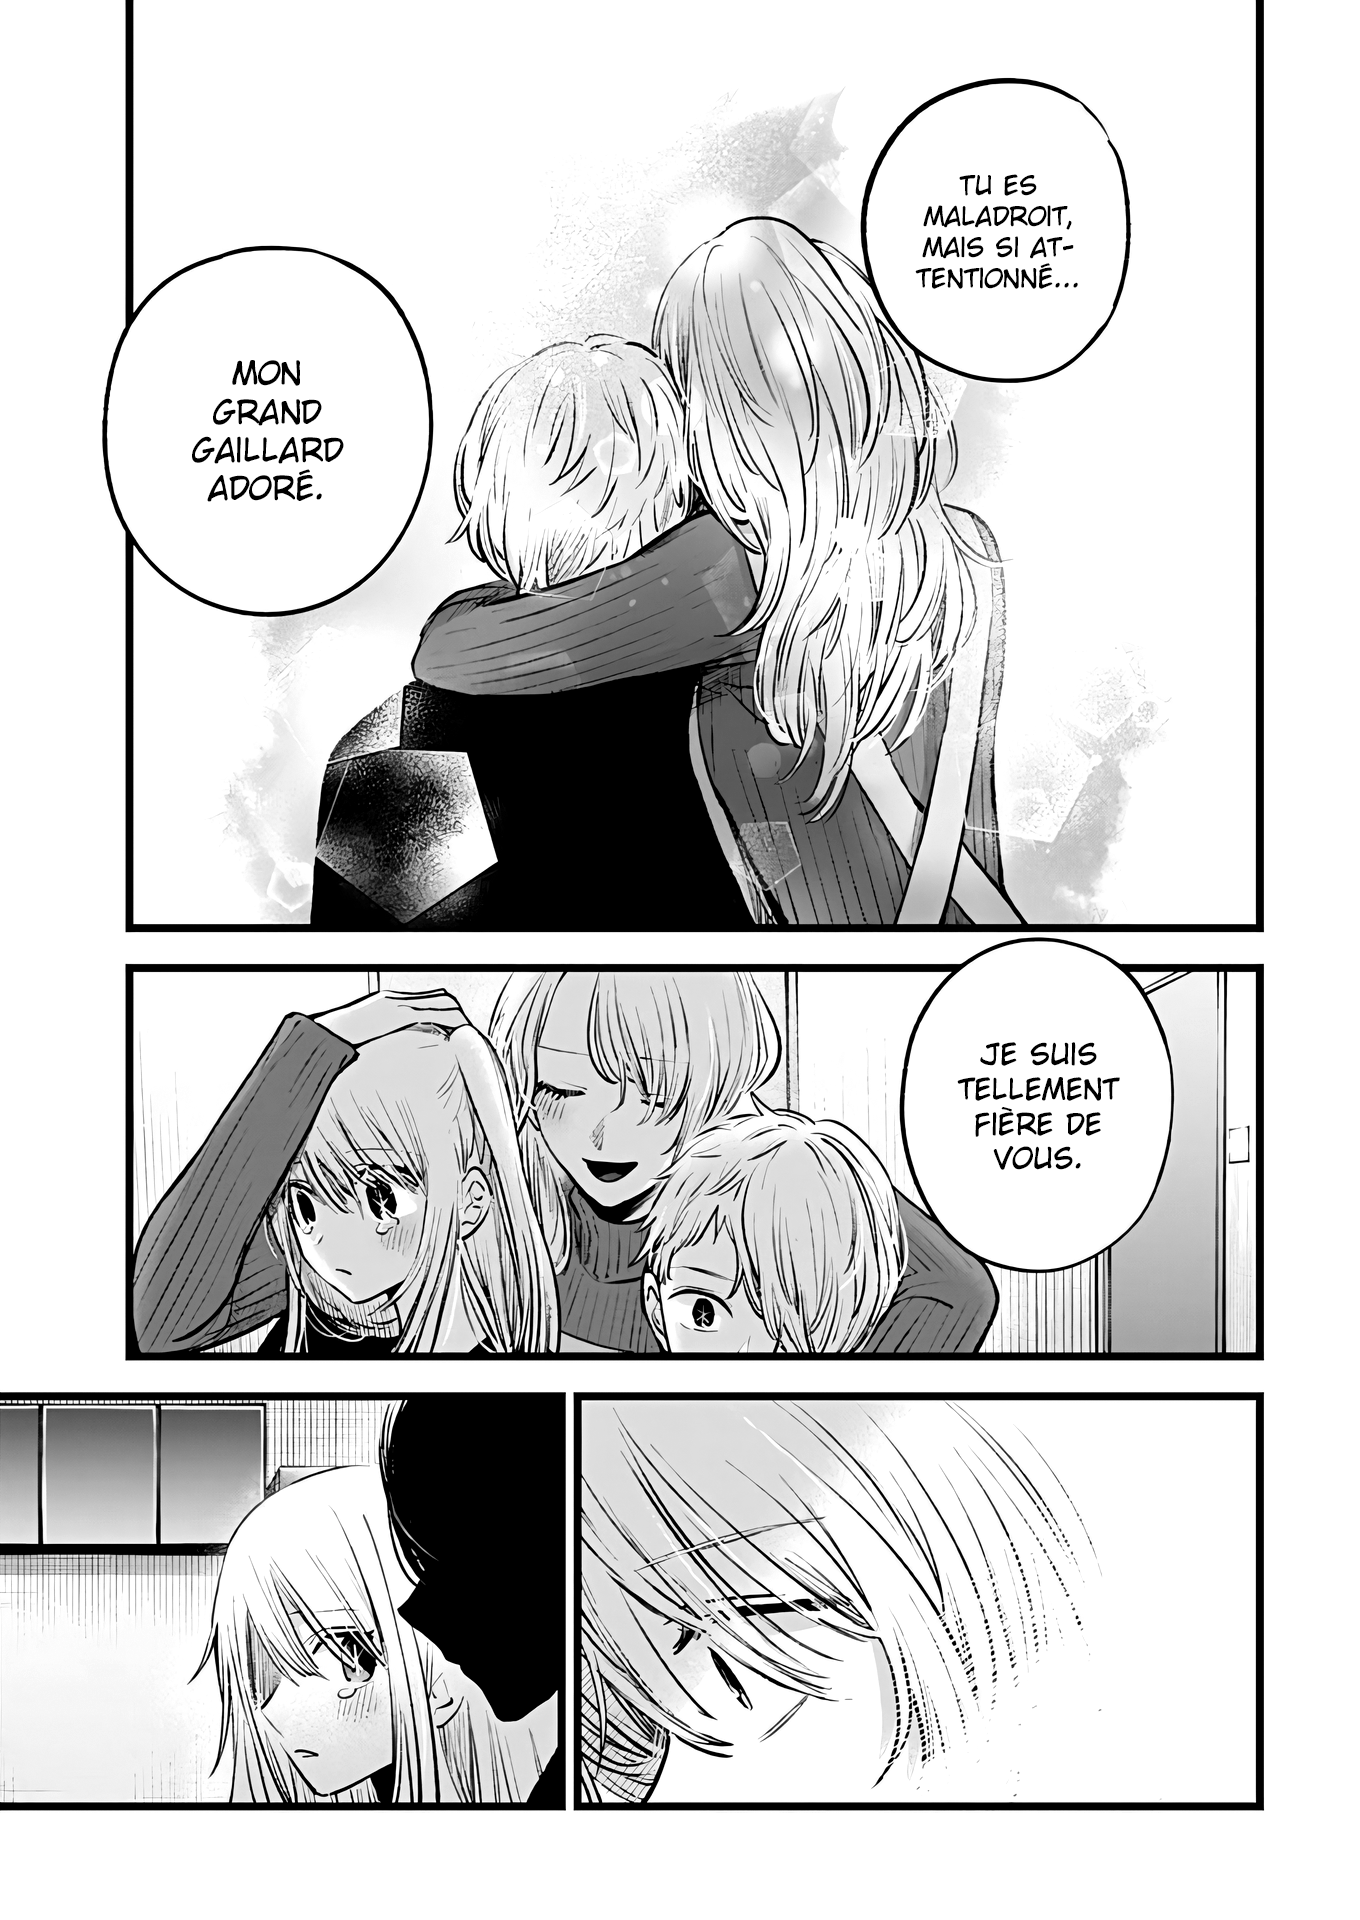 TU ES
MALADROIT,
MAIS SI AT-
TENTIONNÉ...
MON
GRAND
GAILLARD
ADORÉ.
JE SUIS
TELLEMENT
FIÈRE DE
VOUS.